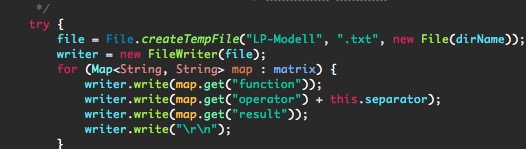 */
try {
file = File.createTempFile("LP-Modell", ".txt", new File(dirName));
writer = new FileWriter(file);
for (Map<String, String> map : matrix) {
writer.write(map.get("function"));
writer.write(map.get("operator") + this.separator);
writer.write(map.get("result"));
writer.write("\r\n");
}